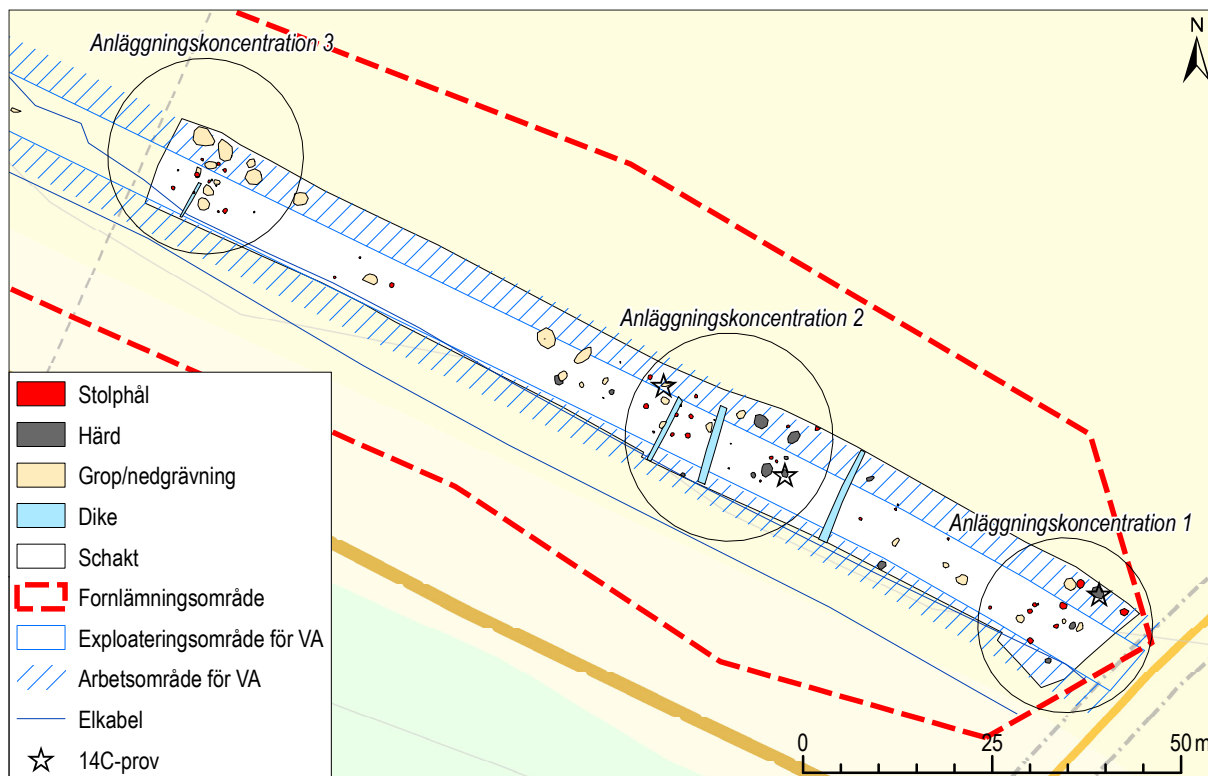 Anläggningskoncentration 3
N
Anläggningskoncentration 2
Anläggningskoncentration 1
Stolphål
Härd
Grop/nedgrävning
Dike
Schakt
Fornlämningsområde
Exploateringsområde för VA
Arbetsområde för VA
Elkabel
14C-prov
0 25 50 m